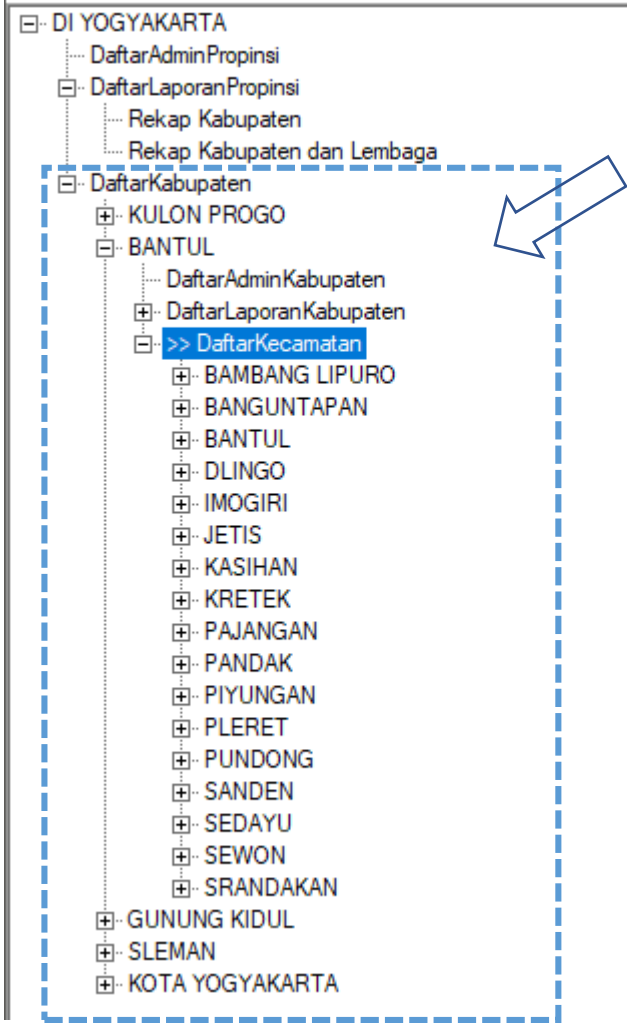 DI YOGYAKARTA
DaftarAdminPropinsi
DaftarLaporanPropinsi
Rekap Kabupaten
Rekap Kabupaten dan Lembaga
DaftarKabupaten
KULON PROGO
BANTUL
DaftarAdminKabupaten
DaftarLaporanKabupaten
>> DaftarKecamatan
BAMBANG LIPURO
BANGUNTAPAN
BANTUL
DLINGO
IMOGIRI
JETIS
KASIHAN
KRETEK
PAJANGAN
PANDAK
PIYUNGAN
PLERET
PUNDONG
SANDEN
SEDAYU
SEWON
SRANDAKAN
GUNUNG KIDUL
SLEMAN
KOTA YOGYAKARTA